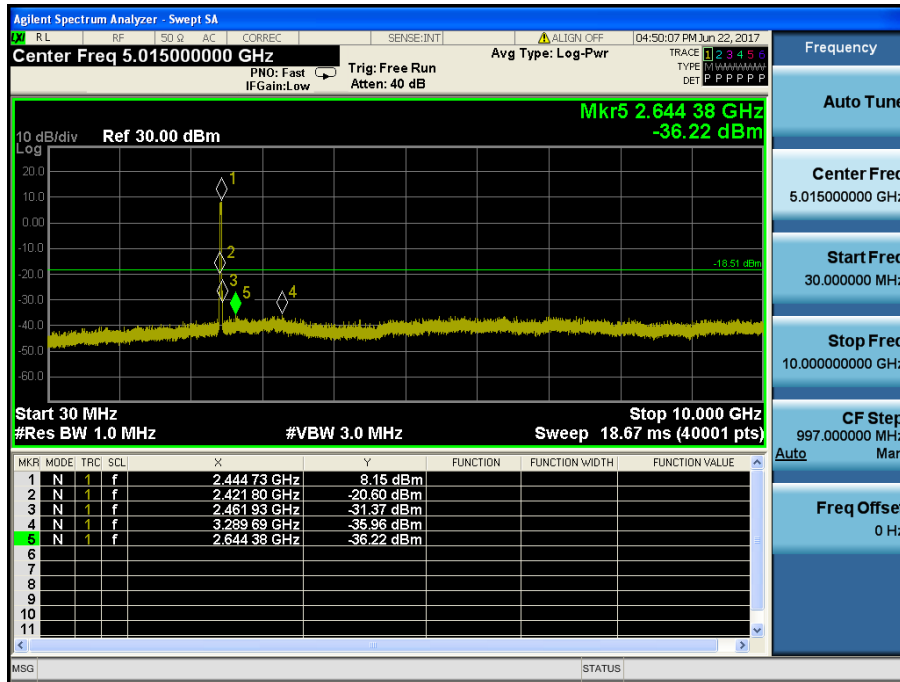 Agilent Spectrum Analyzer - Swept SA
LXI RL RF 50 Ω AC CORREC SENSE:INT ALIGN OFF 04:50:07 PM Jun 22, 2017
Center Freq 5.015000000 GHz
PNO: Fast
IFGain:Low
Trig: Free Run
Atten: 40 dB
Avg Type: Log-Pwr
TRACE 1 2 3 4 5 6
TYPE M WWWWW
DET P P P P P P
Mkr5 2.644 38 GHz
-36.22 dBm
10 dB/div Ref 30.00 dBm
Log
20.0
10.0
0.00
-10.0
-20.0
-30.0
-40.0
-50.0
-60.0
1
2
3
5
4
-18.51 dBm
Start 30 MHz Stop 10.000 GHz
#Res BW 1.0 MHz #VBW 3.0 MHz Sweep 18.67 ms (40001 pts)
MKR MODE TRC SCL X Y FUNCTION FUNCTION WIDTH FUNCTION VALUE
1 N 1 f 2.444 73 GHz 8.15 dBm
2 N 1 f 2.421 80 GHz -20.60 dBm
3 N 1 f 2.461 93 GHz -31.37 dBm
4 N 1 f 3.289 69 GHz -35.96 dBm
5 N 1 f 2.644 38 GHz -36.22 dBm
6
7
8
9
10
11
MSG STATUS
Frequency
Auto Tune
Center Freq
5.015000000 GHz
Start Freq
30.000000 MHz
Stop Freq
10.000000000 GHz
CF Step
997.000000 MHz
Auto Man
Freq Offset
0 Hz